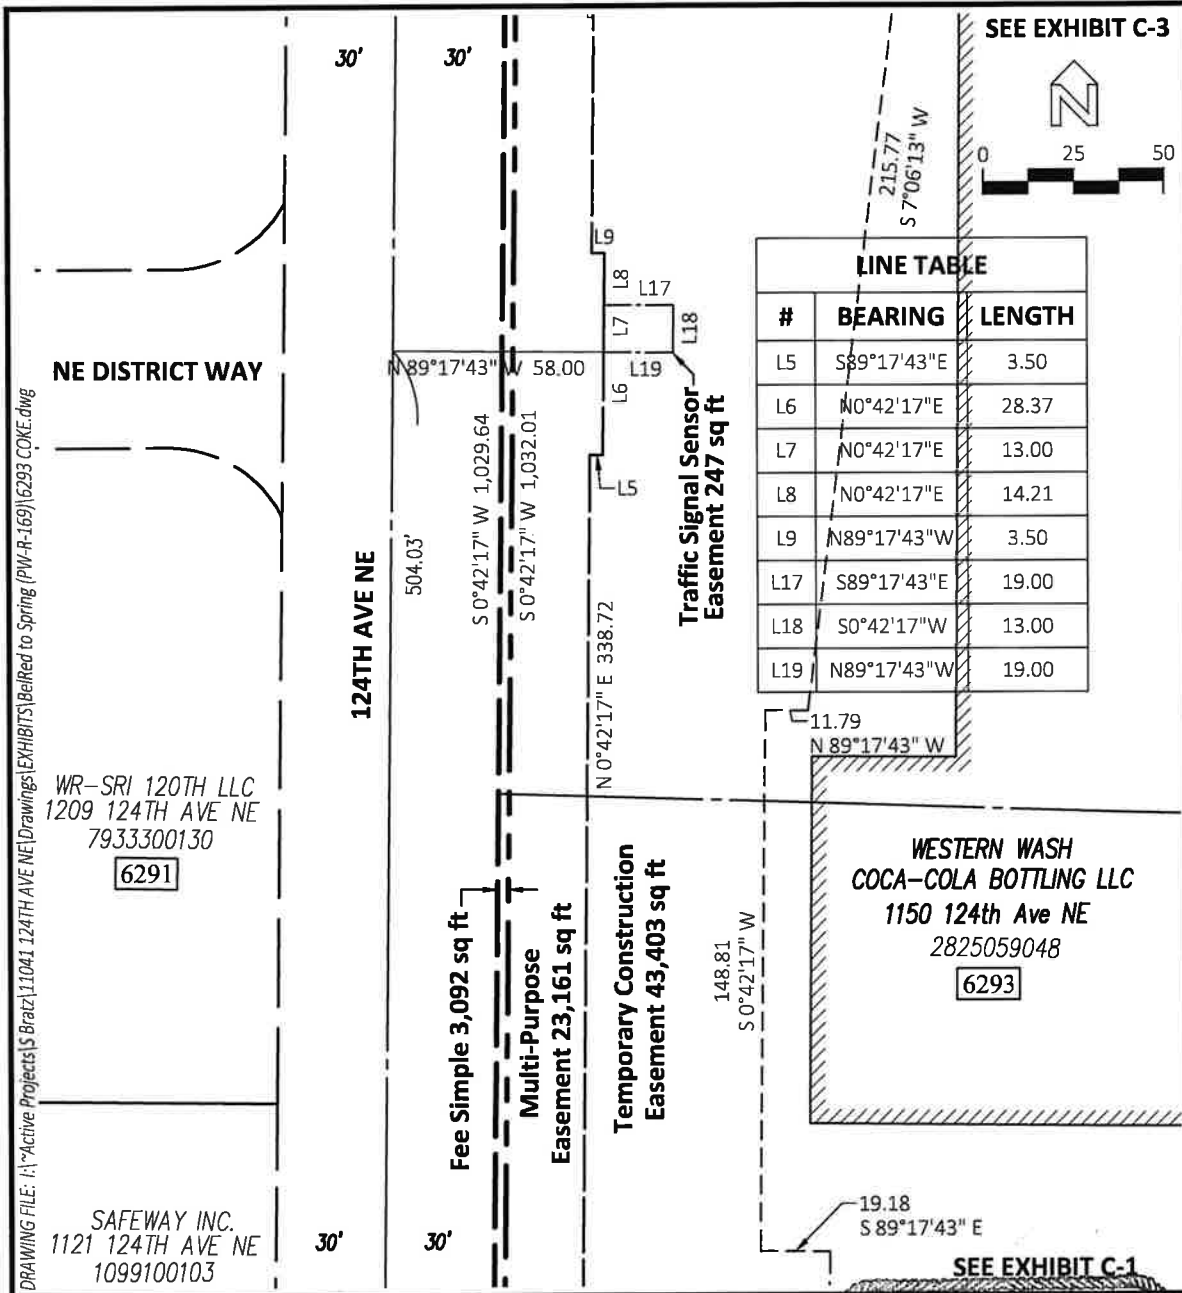 SEE EXHIBIT C-3
30'
30'
N
0 25 50
215.77
S 7°06'13" W
L9
L8
L17
L7
L18
N 89°17'43" W 58.00
L19
L6
L5
NE DISTRICT WAY
LINE TABLE
# BEARING LENGTH
L5 S89°17'43"E 3.50
L6 N0°42'17"E 28.37
L7 N0°42'17"E 13.00
L8 N0°42'17"E 14.21
L9 N89°17'43"W 3.50
L17 S89°17'43"E 19.00
L18 S0°42'17"W 13.00
L19 N89°17'43"W 19.00
Traffic Signal Sensor
Easement 247 sq ft
S 0°42'17" W 1,029.64
S 0°42'17" W 1,032.01
124TH AVE NE
504.03'
N 0°42'17" E 338.72
11.79
N 89°17'43" W
WR-SRI 120TH LLC
1209 124TH AVE NE
7933300130
6291
WESTERN WASH
COCA-COLA BOTTLING LLC
1150 124th Ave NE
2825059048
6293
Fee Simple 3,092 sq ft
Multi-Purpose
Easement 23,161 sq ft
Temporary Construction
Easement 43,403 sq ft
148.81
S 0°42'17" W
19.18
S 89°17'43" E
SAFEWAY INC.
1121 124TH AVE NE
1099100103
30'
30'
SEE EXHIBIT C-1
DRAWING FILE: I:\~Active Projects\S Bratz\11041 124TH AVE NE\Drawings\EXHIBITS\BelRed to Spring (PW-R-169)\6293 COKE.dwg